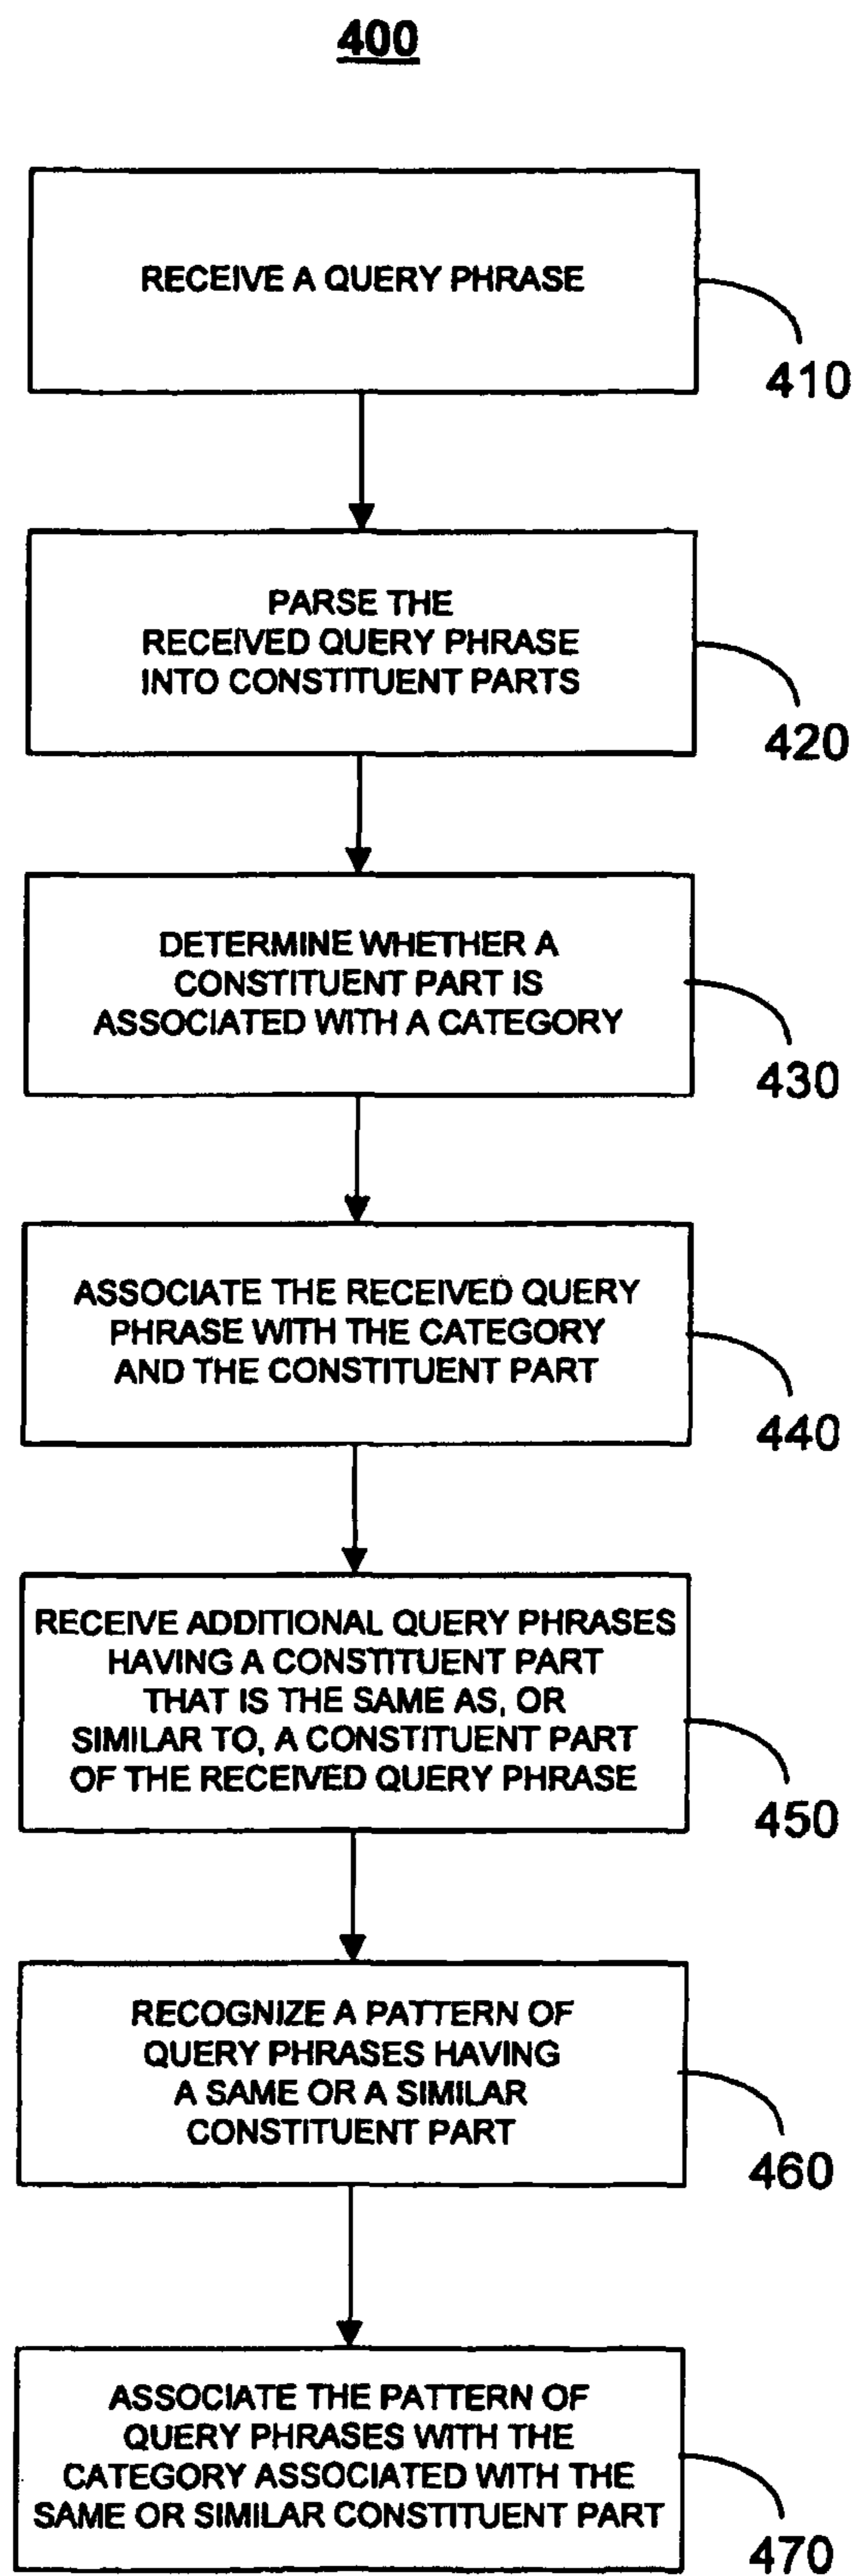 400
RECEIVE A QUERY PHRASE
410
PARSE THE
RECEIVED QUERY PHRASE
INTO CONSTITUENT PARTS
420
DETERMINE WHETHER A
CONSTITUENT PART IS
ASSOCIATED WITH A CATEGORY
430
ASSOCIATE THE RECEIVED QUERY
PHRASE WITH THE CATEGORY
AND THE CONSTITUENT PART
440
RECEIVE ADDITIONAL QUERY PHRASES
HAVING A CONSTITUENT PART
THAT IS THE SAME AS, OR
SIMILAR TO, A CONSTITUENT PART
OF THE RECEIVED QUERY PHRASE
450
RECOGNIZE A PATTERN OF
QUERY PHRASES HAVING
A SAME OR A SIMILAR
CONSTITUENT PART
460
ASSOCIATE THE PATTERN OF
QUERY PHRASES WITH THE
CATEGORY ASSOCIATED WITH THE
SAME OR SIMILAR CONSTITUENT PART
470